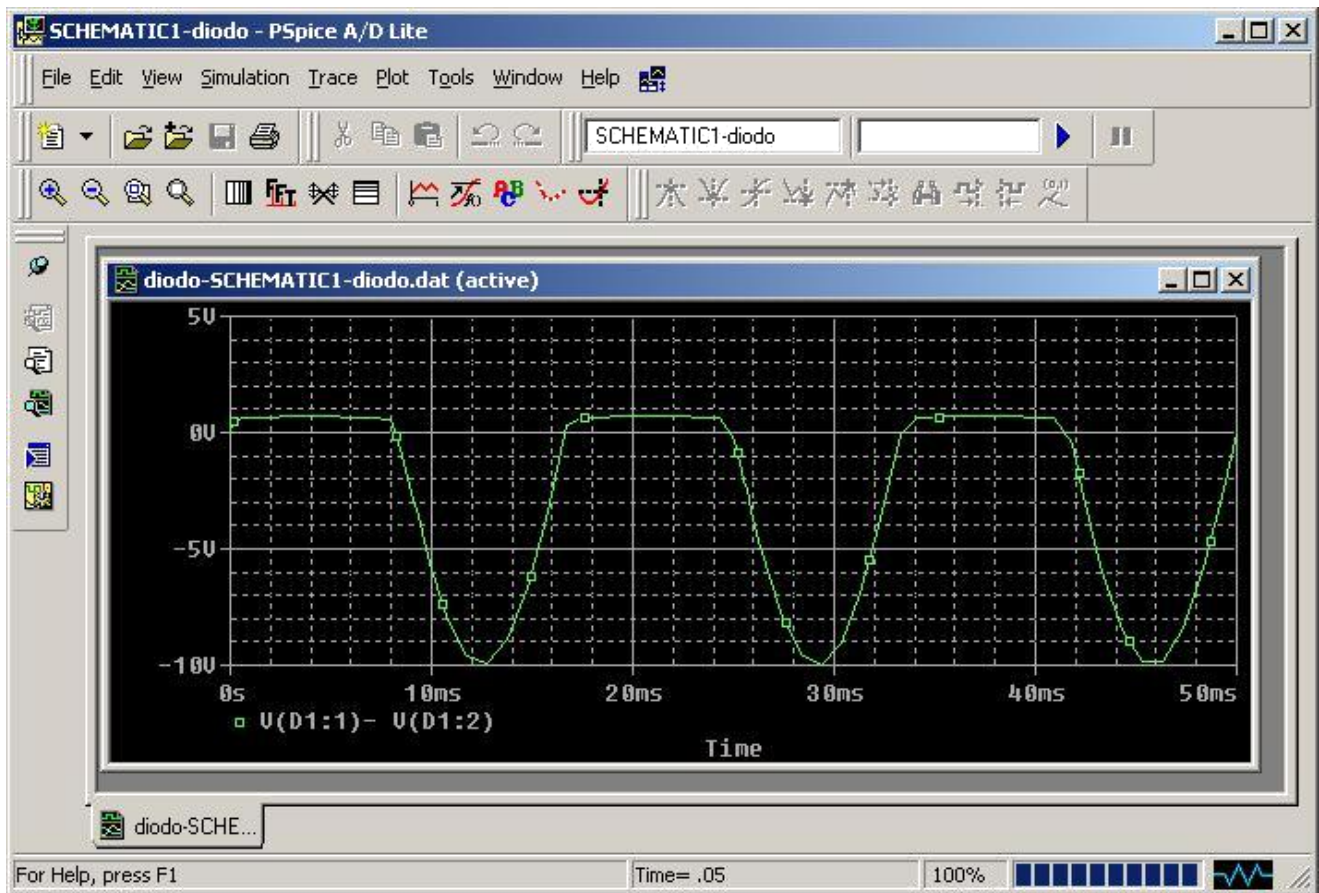 SCHEMATIC1-diodo - PSpice A/D Lite
File Edit View Simulation Trace Plot Tools Window Help
SCHEMATIC1-diodo
FFT
ABC
diodo-SCHEMATIC1-diodo.dat (active)
5V
0V
-5V
-10V
0s 10ms 20ms 30ms 40ms 50ms
V(D1:1)- V(D1:2)
Time
diodo-SCHE...
For Help, press F1 Time= .05 100%